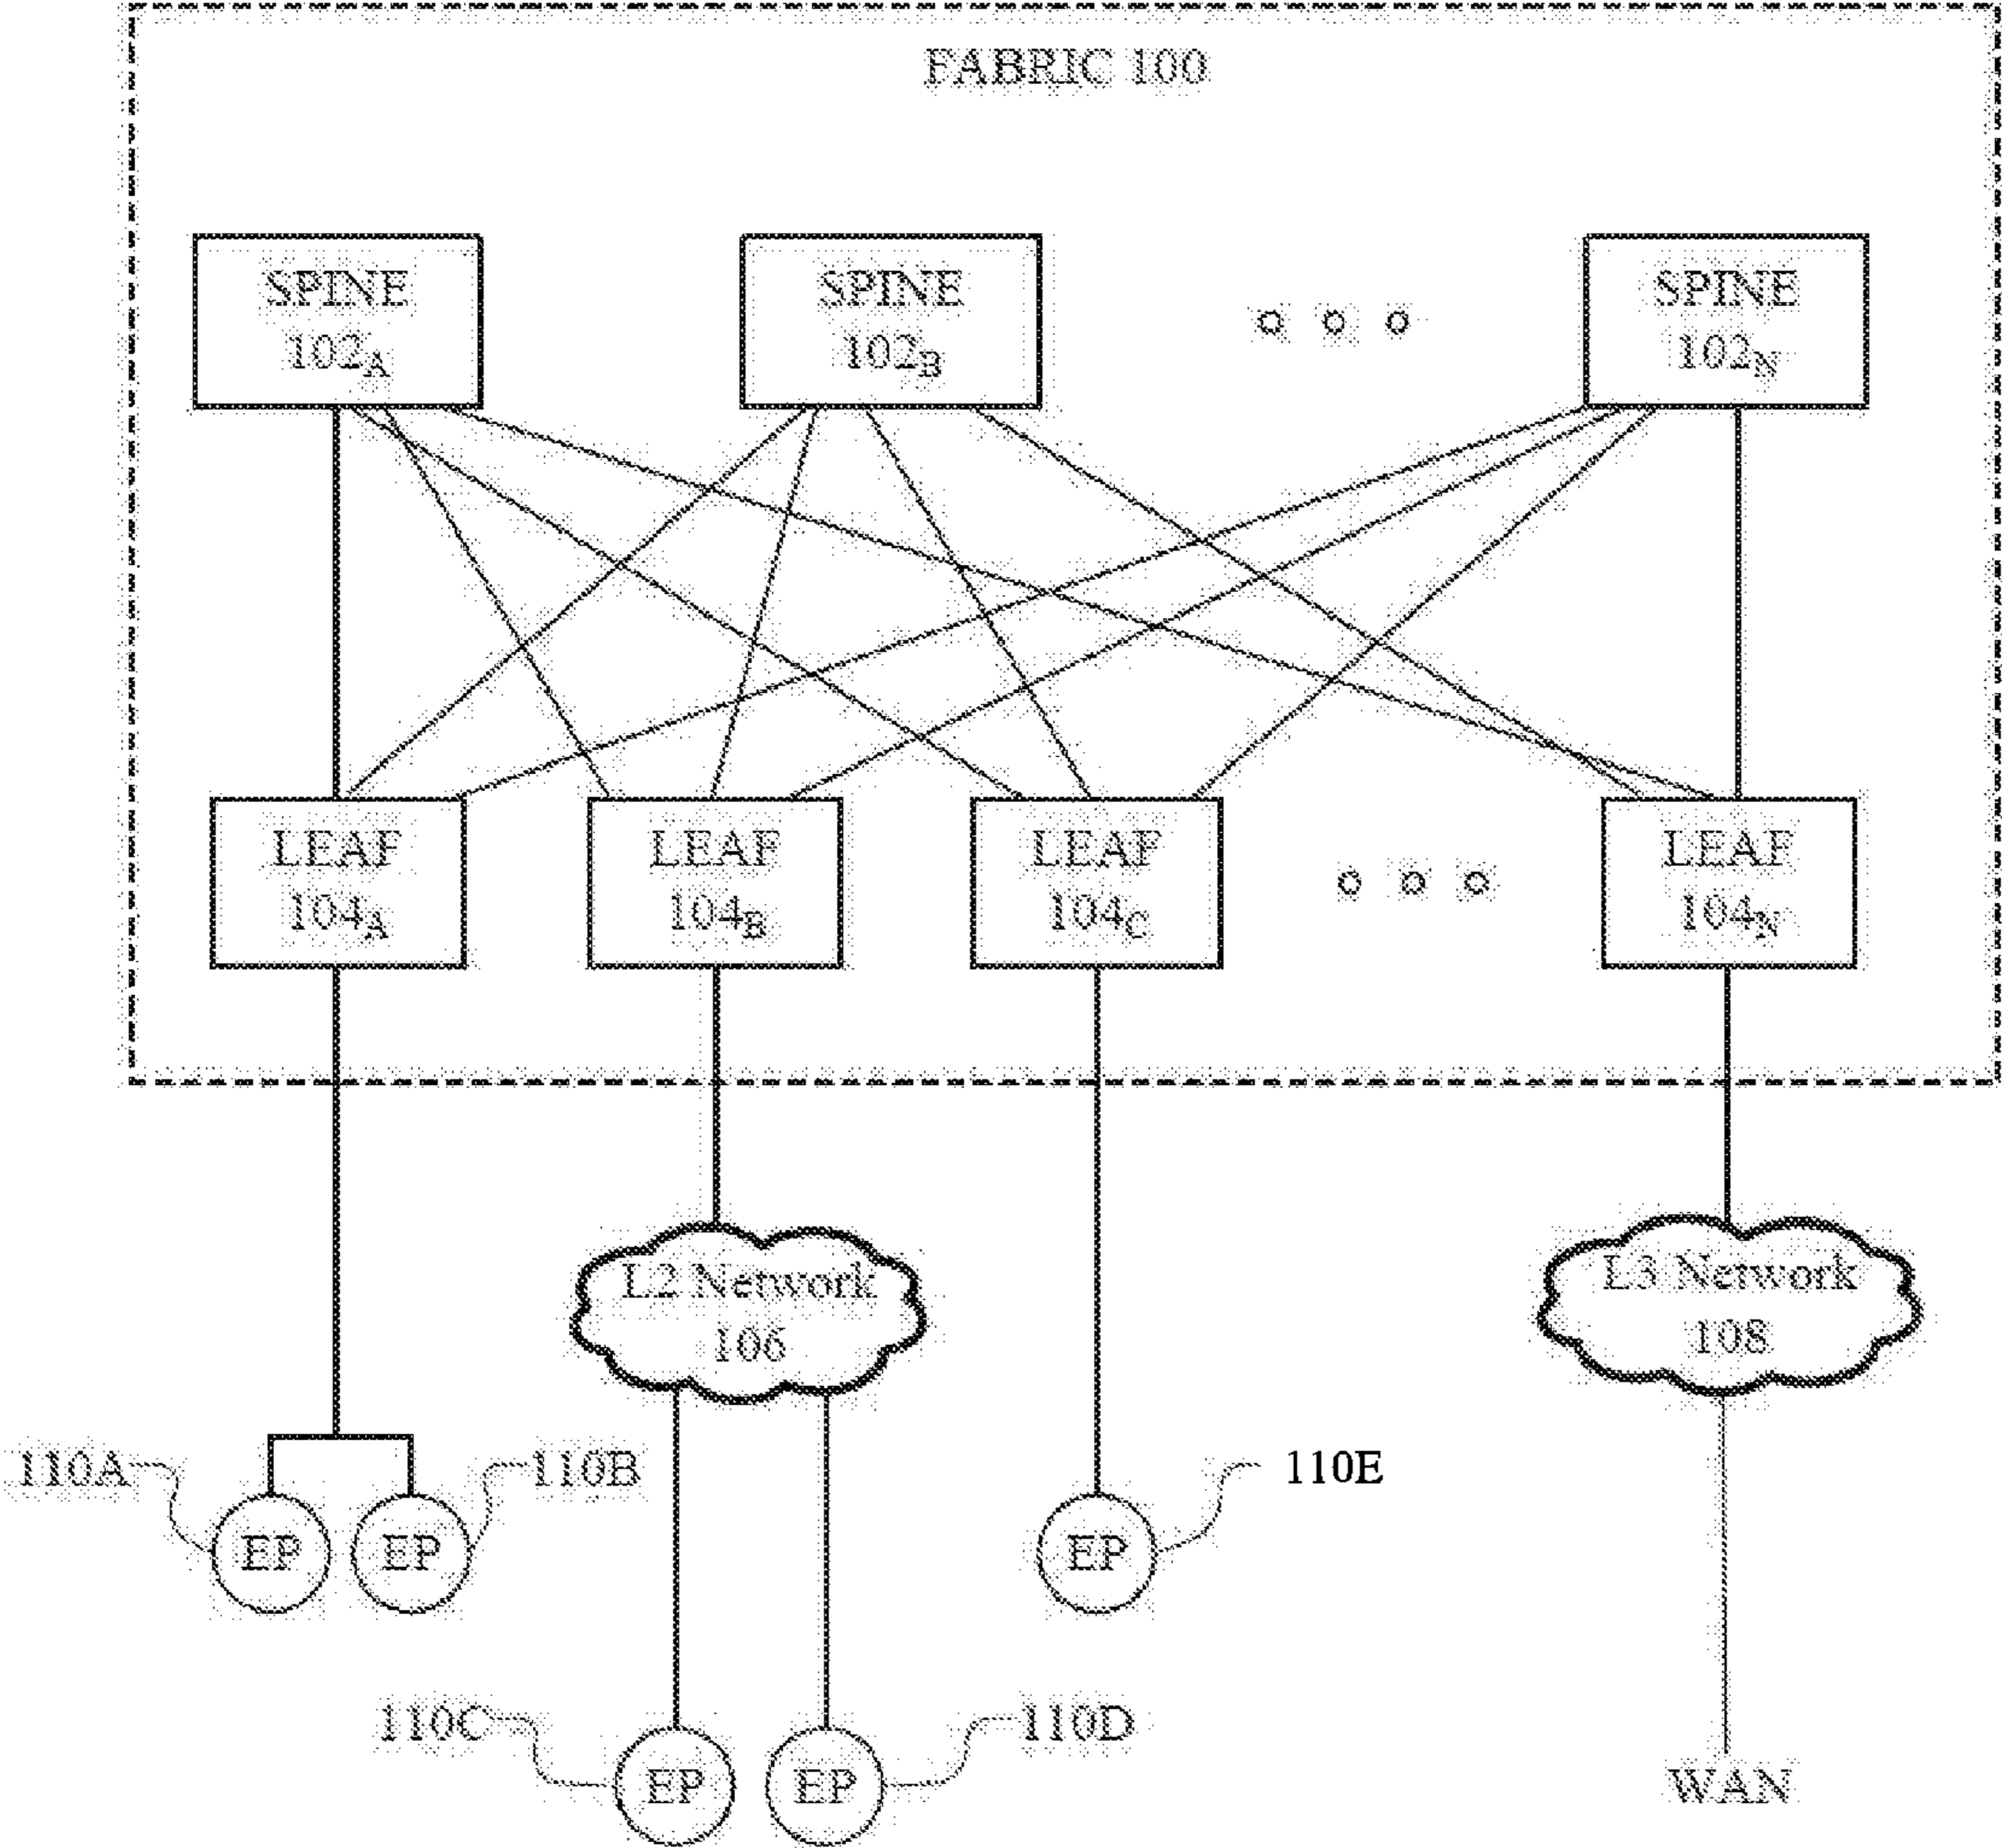 FABRIC 100
SPINE
102A
SPINE
102B
SPINE
102N
LEAF
104A
LEAF
104B
LEAF
104C
LEAF
104N
L2 Network
106
L3 Network
108
110A
110B
110E
EP
EP
EP
110C
110D
EP
EP
WAN